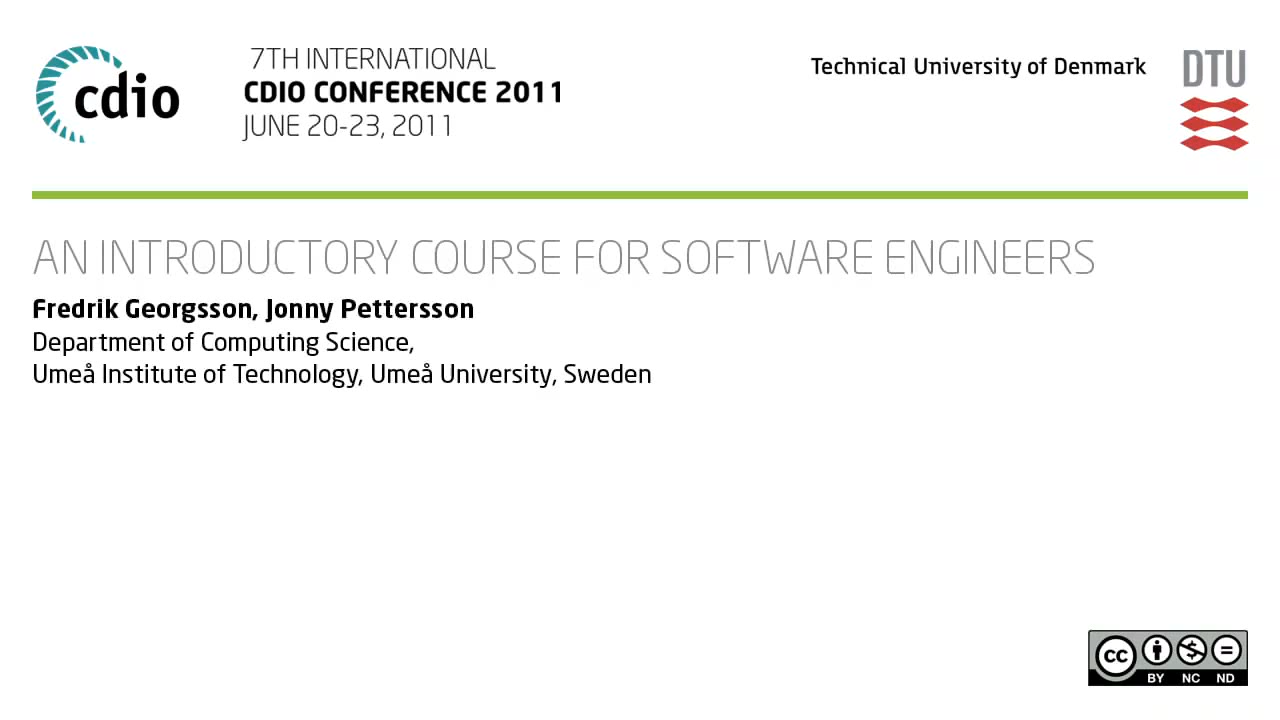 cdio
7TH INTERNATIONAL
CDIO CONFERENCE 2011
JUNE 20-23, 2011
Technical University of Denmark
DTU
AN INTRODUCTORY COURSE FOR SOFTWARE ENGINEERS
Fredrik Georgsson, Jonny Pettersson
Department of Computing Science,
Umeå Institute of Technology, Umeå University, Sweden
cc
BY NC ND